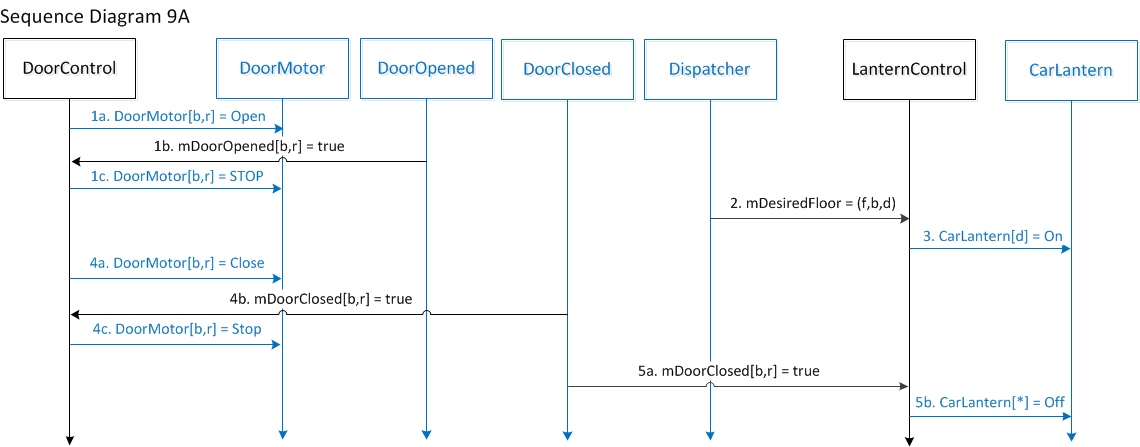 Sequence Diagram 9A
DoorControl
DoorMotor
DoorOpened
DoorClosed
Dispatcher
LanternControl
CarLantern
1a. DoorMotor[b,r] = Open
1b. mDoorOpened[b,r] = true
1c. DoorMotor[b,r] = STOP
2. mDesiredFloor = (f,b,d)
3. CarLantern[d] = On
4a. DoorMotor[b,r] = Close
4b. mDoorClosed[b,r] = true
4c. DoorMotor[b,r] = Stop
5a. mDoorClosed[b,r] = true
5b. CarLantern[*] = Off